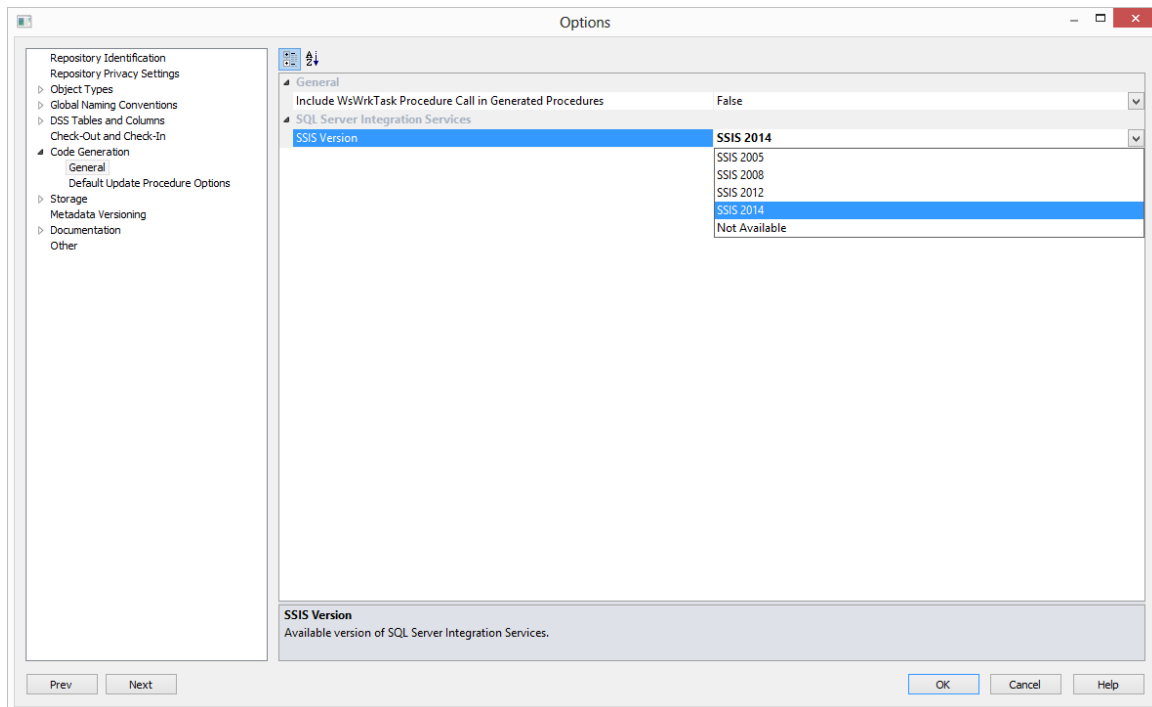 Options
Repository Identification
Repository Privacy Settings
Object Types
Global Naming Conventions
DSS Tables and Columns
Check-Out and Check-In
Code Generation
General
Default Update Procedure Options
Storage
Metadata Versioning
Documentation
Other
General
Include WsWrkTask Procedure Call in Generated Procedures False
SQL Server Integration Services
SSIS Version SSIS 2014
SSIS 2005
SSIS 2008
SSIS 2012
SSIS 2014
Not Available
SSIS Version
Available version of SQL Server Integration Services.
Prev Next OK Cancel Help